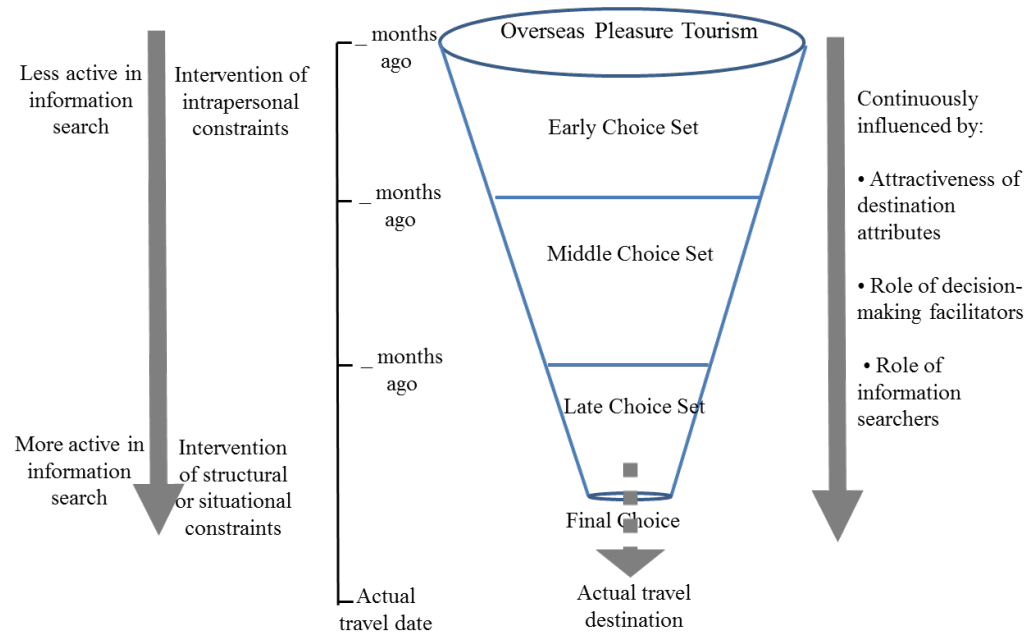 Less active in
information
search
More active in
information
search
Intervention of
intrapersonal
constraints
Intervention
of structural
or situational
constraints
_ months
ago
_ months
ago
_ months
ago
Actual
travel date
Overseas Pleasure Tourism
Early Choice Set
Middle Choice Set
Late Choice Set
Final Choice
Actual travel
destination
Continuously
influenced by:
• Attractiveness of
destination
attributes
• Role of decision-
making facilitators
• Role of
information
searchers